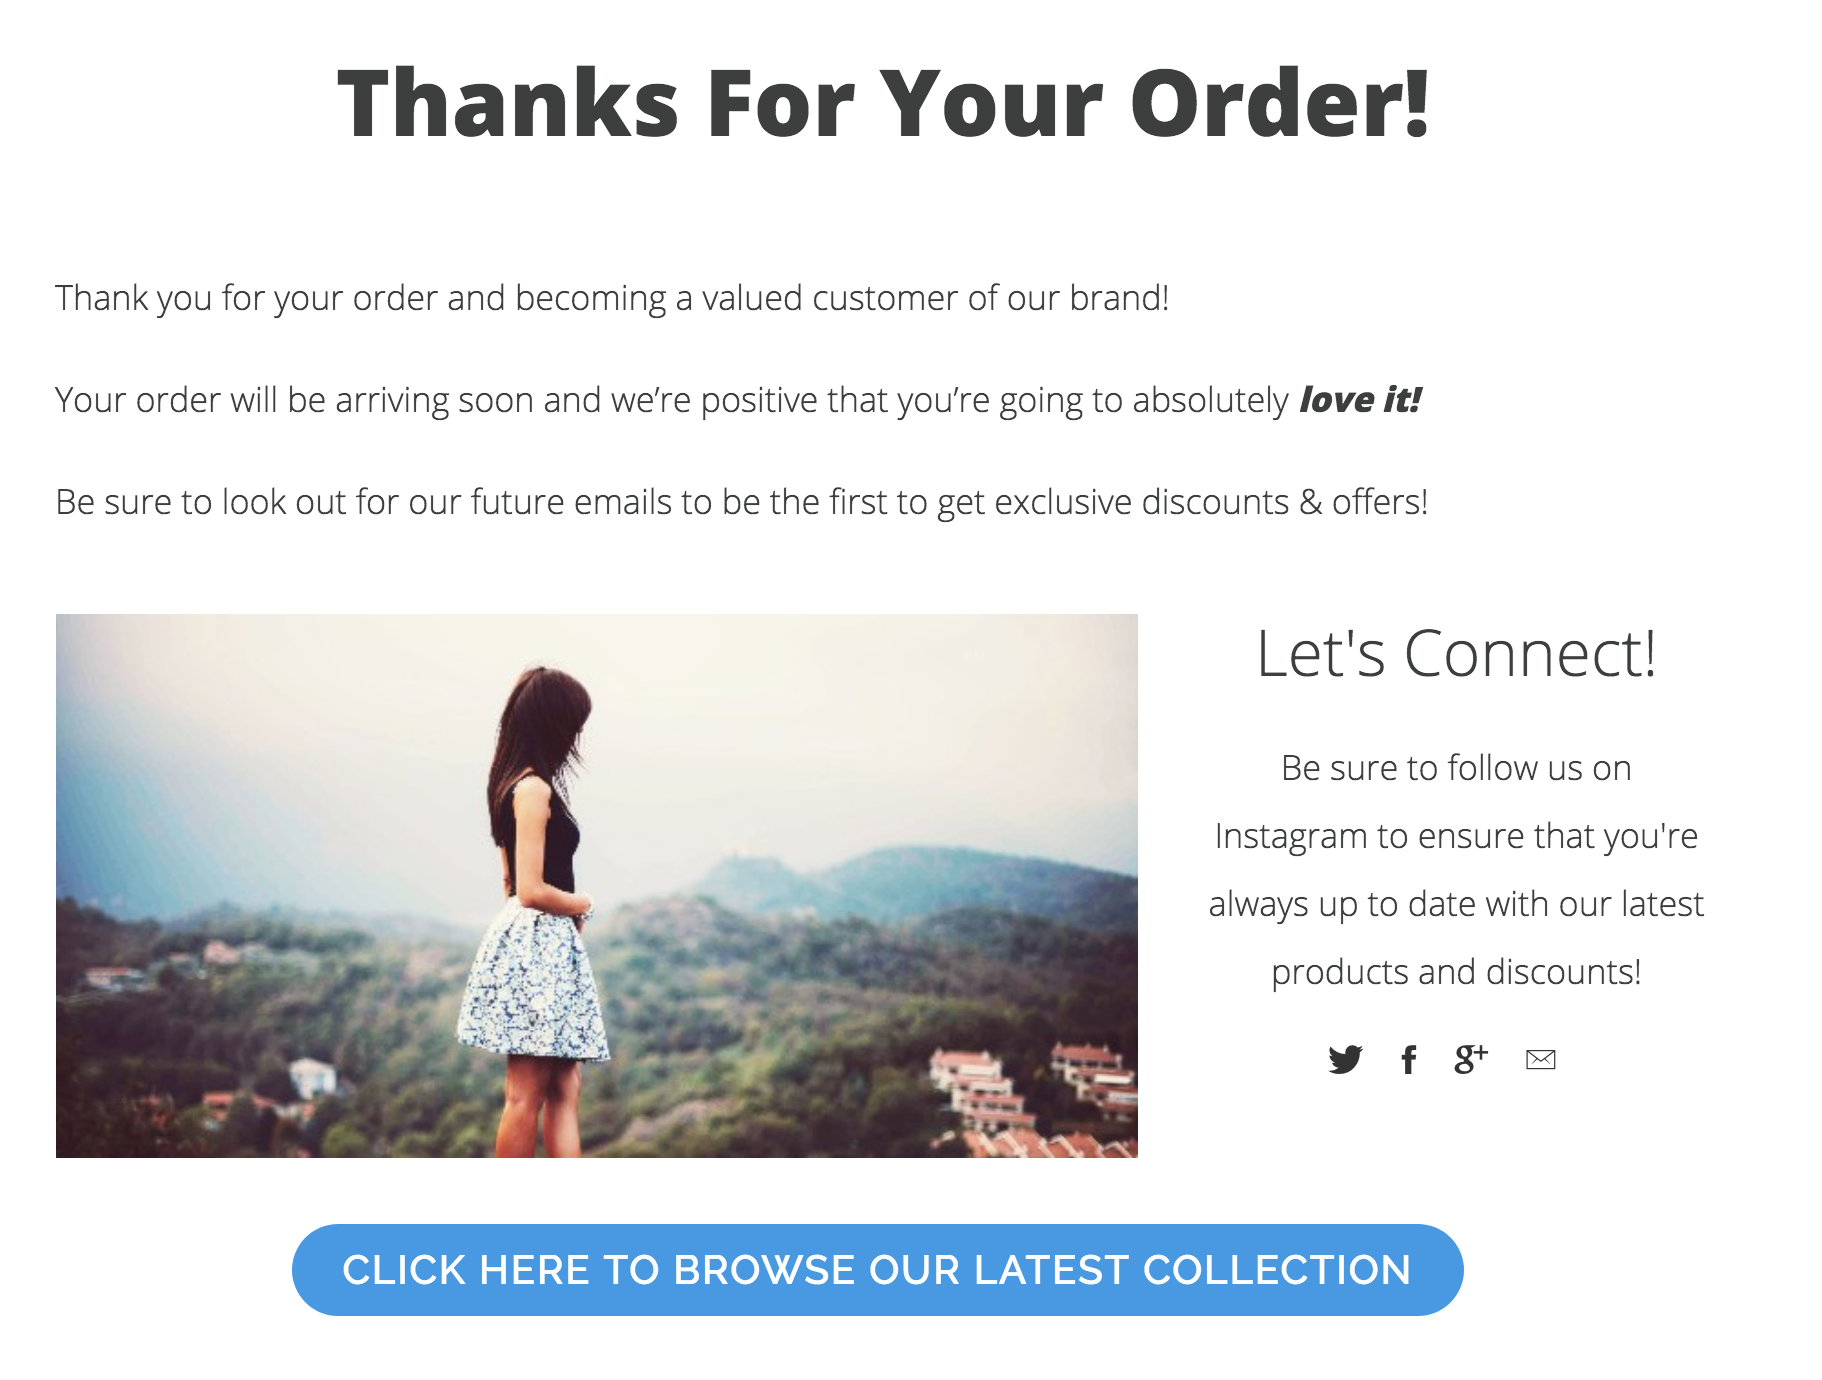 Thanks For Your Order!
Thank you for your order and becoming a valued customer of our brand!
Your order will be arriving soon and we’re positive that you’re going to absolutely love it!
Be sure to look out for our future emails to be the first to get exclusive discounts & offers!
Let's Connect!
Be sure to follow us on
Instagram to ensure that you're
always up to date with our latest
products and discounts!
CLICK HERE TO BROWSE OUR LATEST COLLECTION